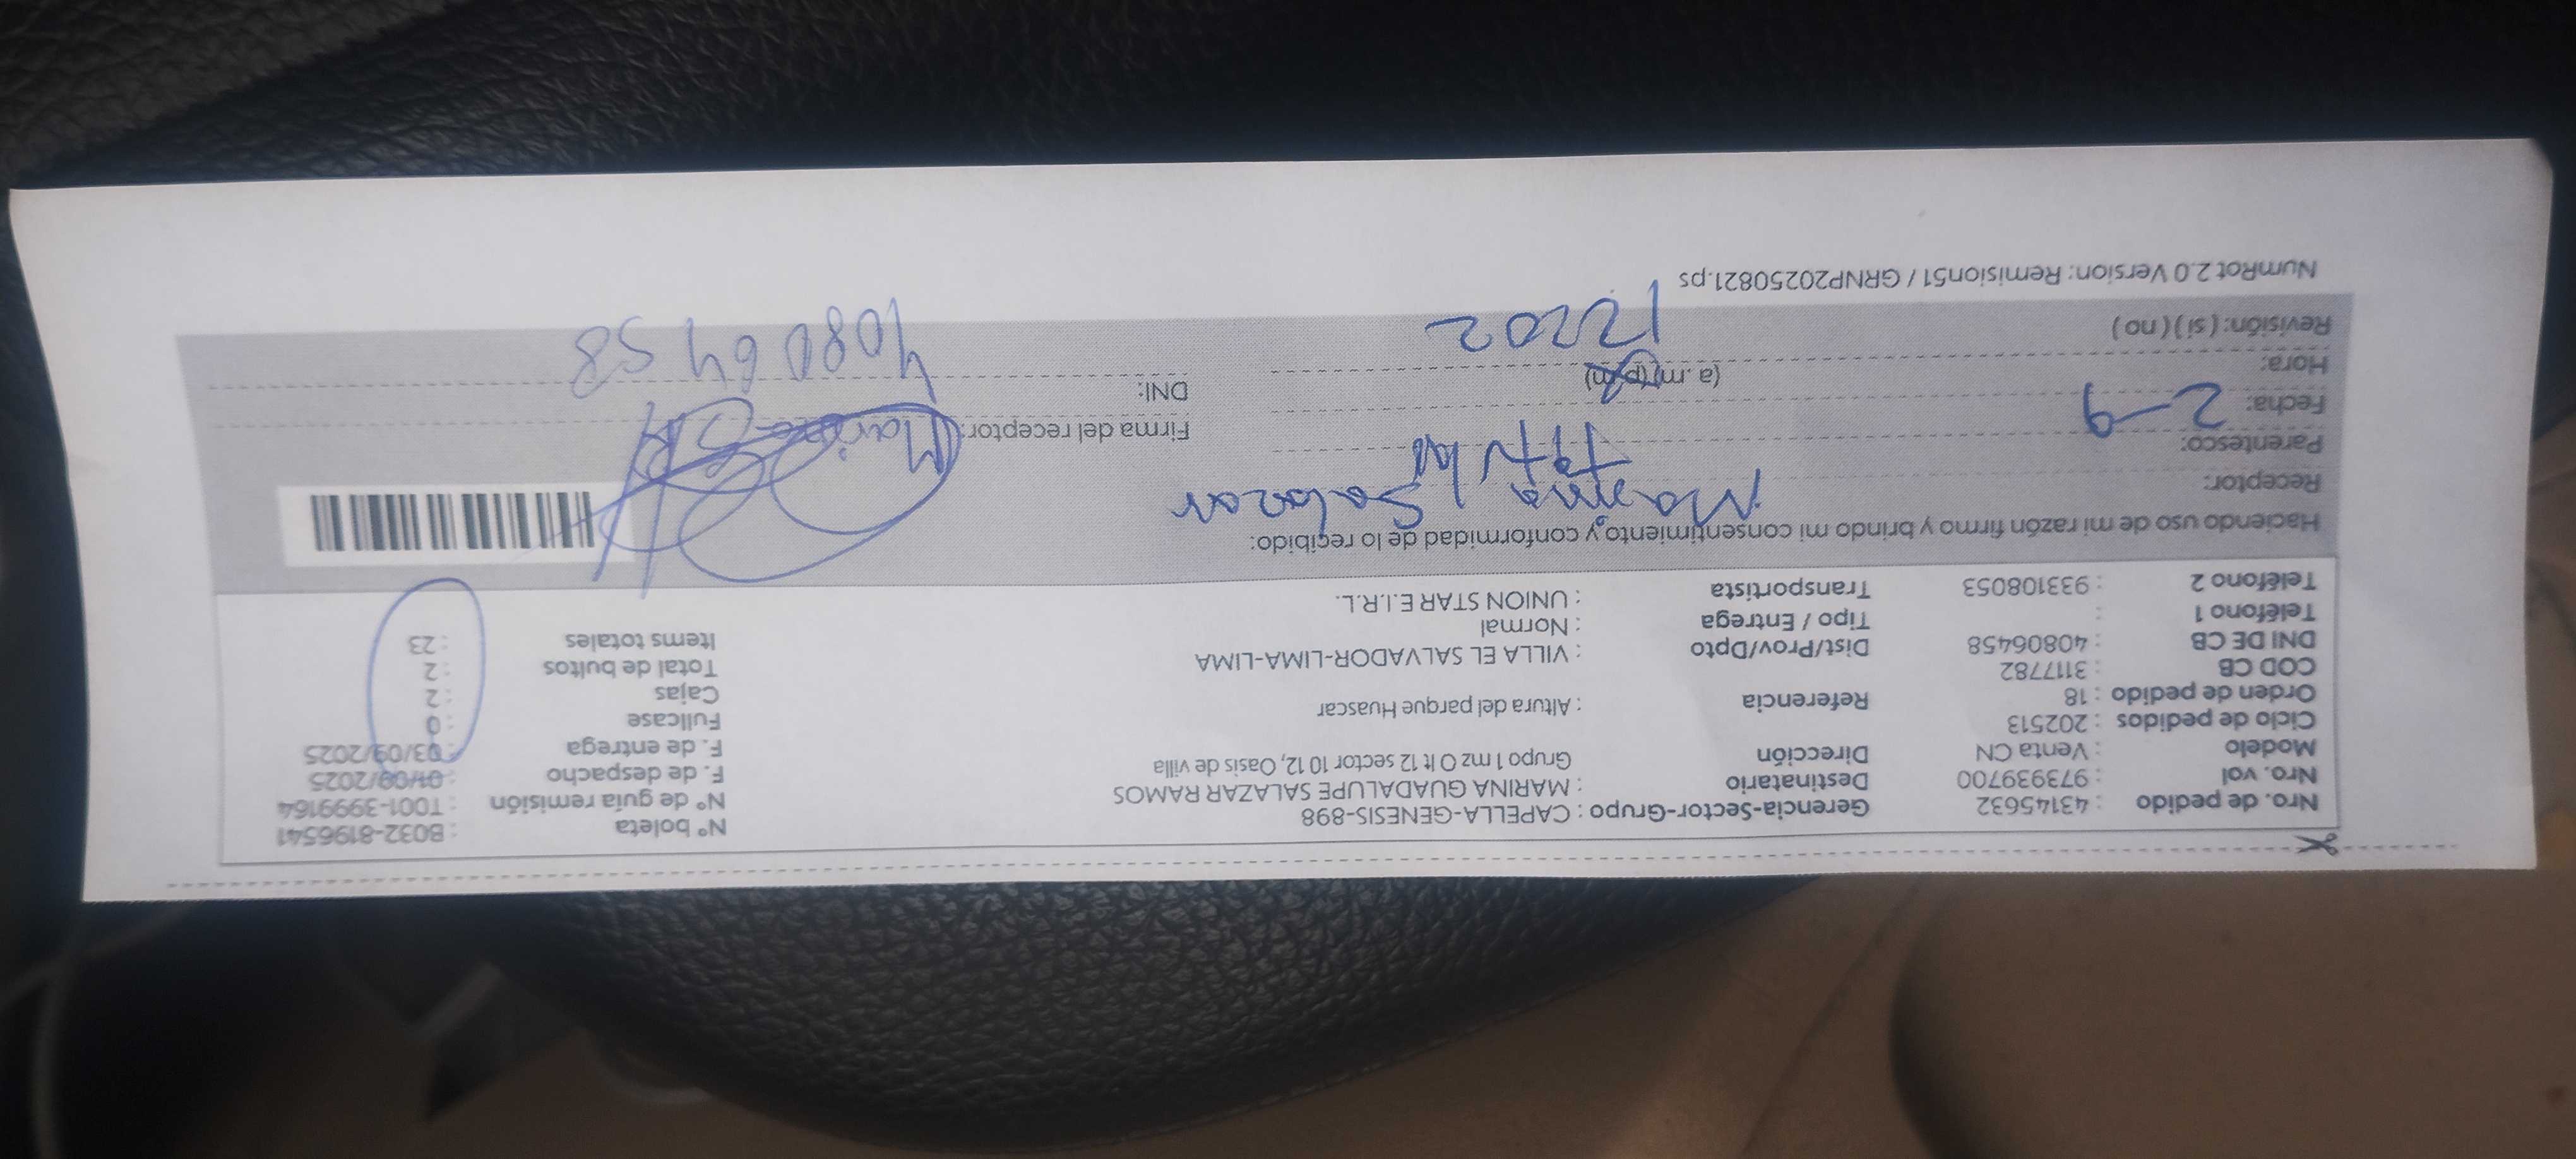 Nro. de pedido : 43145632
Nro. vol : 973939700
Modelo : Venta CN
Ciclo de pedidos : 202513
Orden de pedido : 18
COD CB : 3117782
DNI DE CB : 40806458
Teléfono 1 :
Teléfono 2 : 933108053
Gerencia-Sector-Grupo : CAPELLA-GENESIS-898
Destinatario : MARINA GUADALUPE SALAZAR RAMOS
Dirección Grupo 1 mz O lt 12 sector 10 12, Oasis de villa
Referencia : Altura del parque Huascar
Dist/Prov/Dpto : VILLA EL SALVADOR-LIMA-LIMA
Tipo / Entrega : Normal
Transportista : UNION STAR E.I.R.L.
Nº boleta : B032-8196541
Nº de guía remisión : T001-3999164
F. de despacho : 01/09/2025
F. de entrega : 03/09/2025
Fullcase : 0
Cajas : 2
Total de bultos : 2
Items totales : 23
Haciendo uso de mi razón firmo y brindo mi consentimiento y conformidad de lo recibido:
Receptor: Marina Salazar
Parentesco: titular
Fecha: 2-9
Hora: (a.m) (p.m)
Revisión: ( si ) ( no ) 12202
Firma del receptor:
DNI: 40806458
NumRot 2.0 Version: Remision51 / GRNP20250821.ps